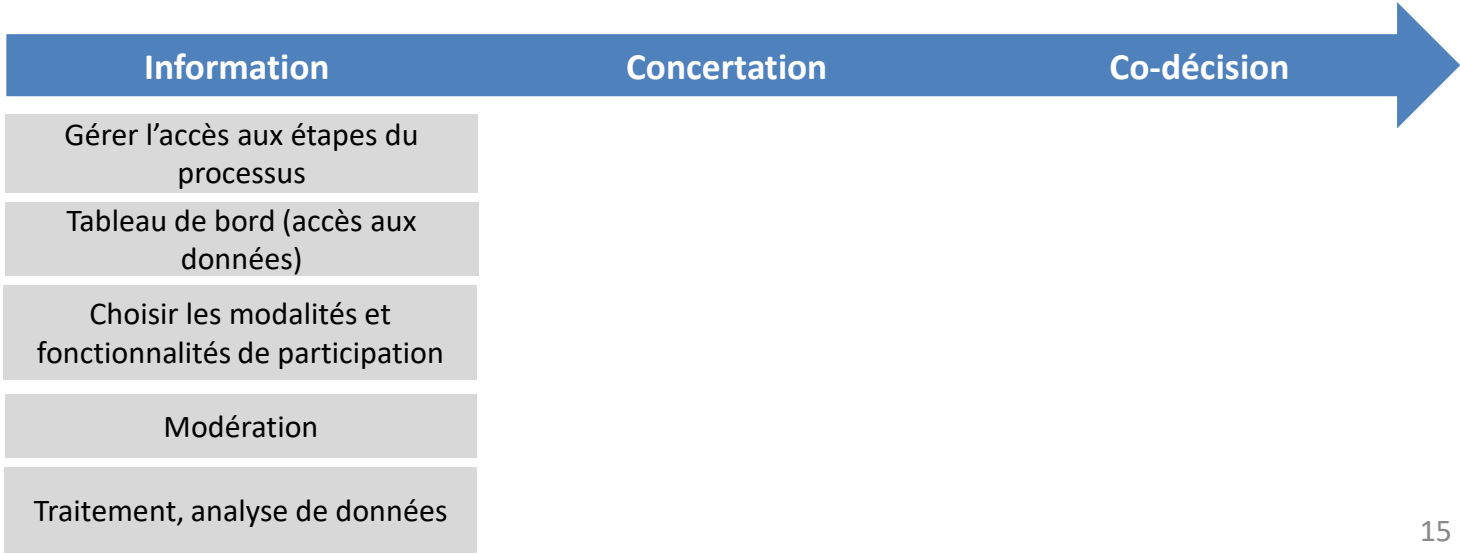 Information Concertation Co-décision
Gérer l’accès aux étapes du
processus
Tableau de bord (accès aux
données)
Choisir les modalités et
fonctionnalités de participation
Modération
Traitement, analyse de données
15